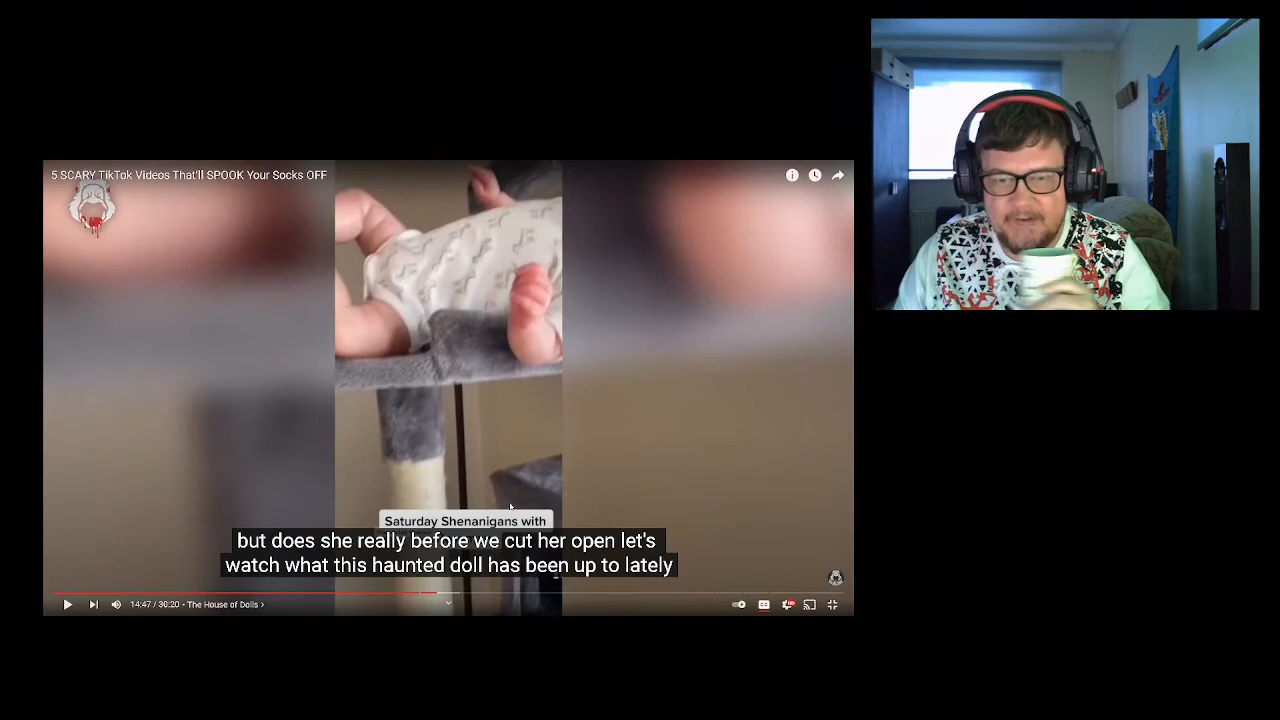 5 SCARY TikTok Videos That'll SPOOK Your Socks OFF
Saturday Shenanigans with
but does she really before we cut her open let's
watch what this haunted doll has been up to lately
14:47 / 30:20 • The House of Dolls >
CC
HD